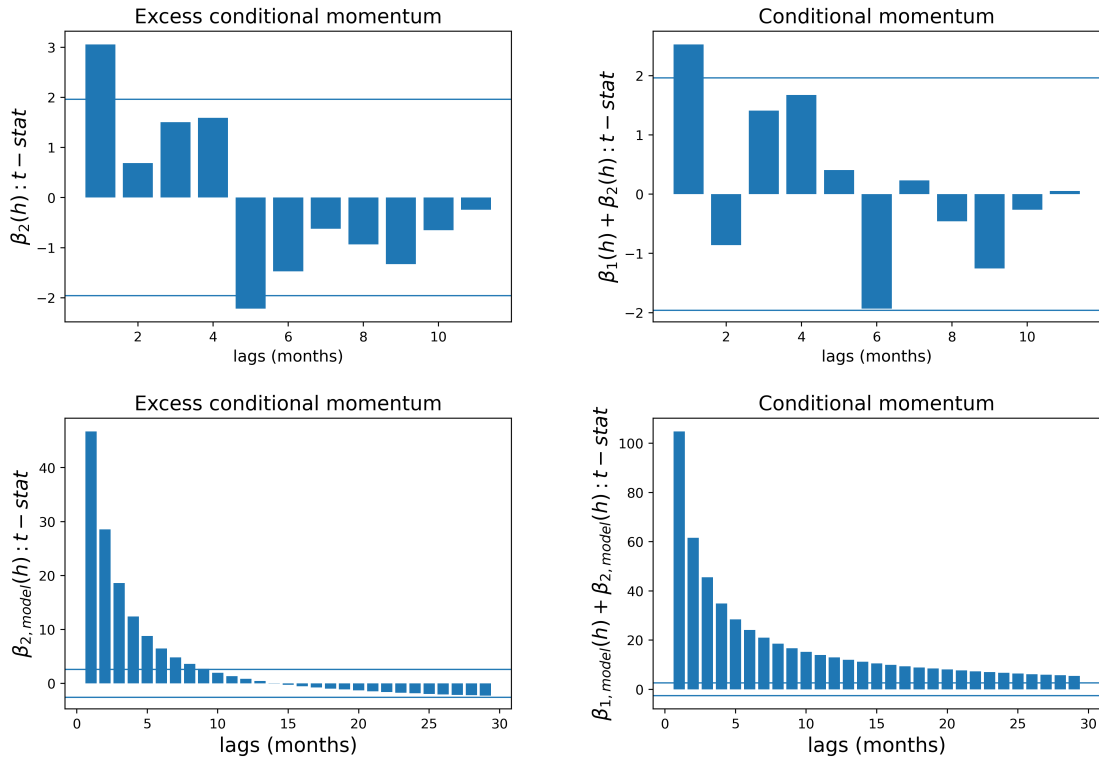 Excess conditional momentum
β₂(h) : t − stat
3
2
1
0
−1
−2
2 4 6 8 10
lags (months)
Conditional momentum
β₁(h) + β₂(h) : t − stat
2
1
0
−1
−2
2 4 6 8 10
lags (months)
Excess conditional momentum
β₂,model(h) : t − stat
40
30
20
10
0
0 5 10 15 20 25 30
lags (months)
Conditional momentum
β₁,model(h) + β₂,model(h) : t − stat
100
80
60
40
20
0
0 5 10 15 20 25 30
lags (months)